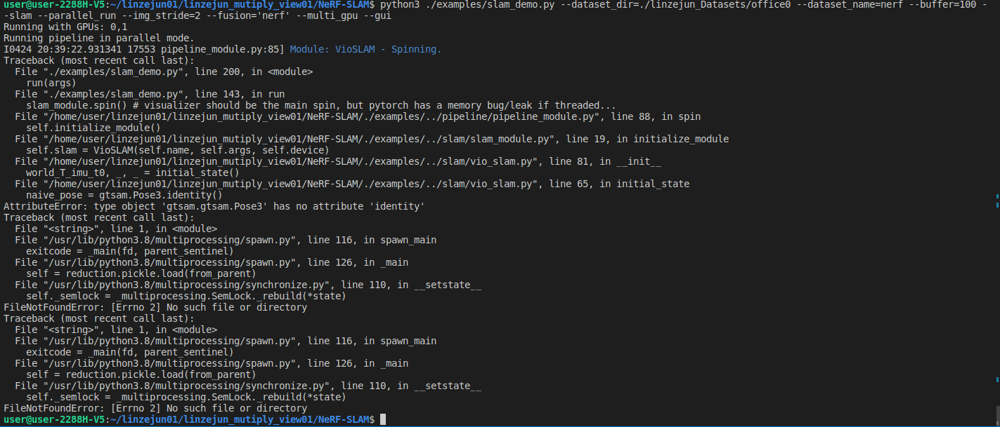 user@user-2288H-V5:~/linzejun01/linzejun_mutiply_view01/NeRF-SLAM$ python3 ./examples/slam_demo.py --dataset_dir=./linzejun_Datasets/office0 --dataset_name=nerf --buffer=100 -
-slam --parallel_run --img_stride=2 --fusion='nerf' --multi_gpu --gui
Running with GPUs: 0,1
Running pipeline in parallel mode.
I0424 20:39:22.931341 17553 pipeline_module.py:85] Module: VioSLAM - Spinning.
Traceback (most recent call last):
  File "./examples/slam_demo.py", line 200, in <module>
    run(args)
  File "./examples/slam_demo.py", line 143, in run
    slam_module.spin() # visualizer should be the main spin, but pytorch has a memory bug/leak if threaded...
  File "/home/user/linzejun01/linzejun_mutiply_view01/NeRF-SLAM/./examples/../pipeline/pipeline_module.py", line 88, in spin
    self.initialize_module()
  File "/home/user/linzejun01/linzejun_mutiply_view01/NeRF-SLAM/./examples/../slam/slam_module.py", line 19, in initialize_module
    self.slam = VioSLAM(self.name, self.args, self.device)
  File "/home/user/linzejun01/linzejun_mutiply_view01/NeRF-SLAM/./examples/../slam/vio_slam.py", line 81, in __init__
    world_T_imu_t0, _, _ = initial_state()
  File "/home/user/linzejun01/linzejun_mutiply_view01/NeRF-SLAM/./examples/../slam/vio_slam.py", line 65, in initial_state
    naive_pose = gtsam.Pose3.identity()
AttributeError: type object 'gtsam.gtsam.Pose3' has no attribute 'identity'
Traceback (most recent call last):
  File "<string>", line 1, in <module>
  File "/usr/lib/python3.8/multiprocessing/spawn.py", line 116, in spawn_main
    exitcode = _main(fd, parent_sentinel)
  File "/usr/lib/python3.8/multiprocessing/spawn.py", line 126, in _main
    self = reduction.pickle.load(from_parent)
  File "/usr/lib/python3.8/multiprocessing/synchronize.py", line 110, in __setstate__
    self._semlock = _multiprocessing.SemLock._rebuild(*state)
FileNotFoundError: [Errno 2] No such file or directory
Traceback (most recent call last):
  File "<string>", line 1, in <module>
  File "/usr/lib/python3.8/multiprocessing/spawn.py", line 116, in spawn_main
    exitcode = _main(fd, parent_sentinel)
  File "/usr/lib/python3.8/multiprocessing/spawn.py", line 126, in _main
    self = reduction.pickle.load(from_parent)
  File "/usr/lib/python3.8/multiprocessing/synchronize.py", line 110, in __setstate__
    self._semlock = _multiprocessing.SemLock._rebuild(*state)
FileNotFoundError: [Errno 2] No such file or directory
user@user-2288H-V5:~/linzejun01/linzejun_mutiply_view01/NeRF-SLAM$